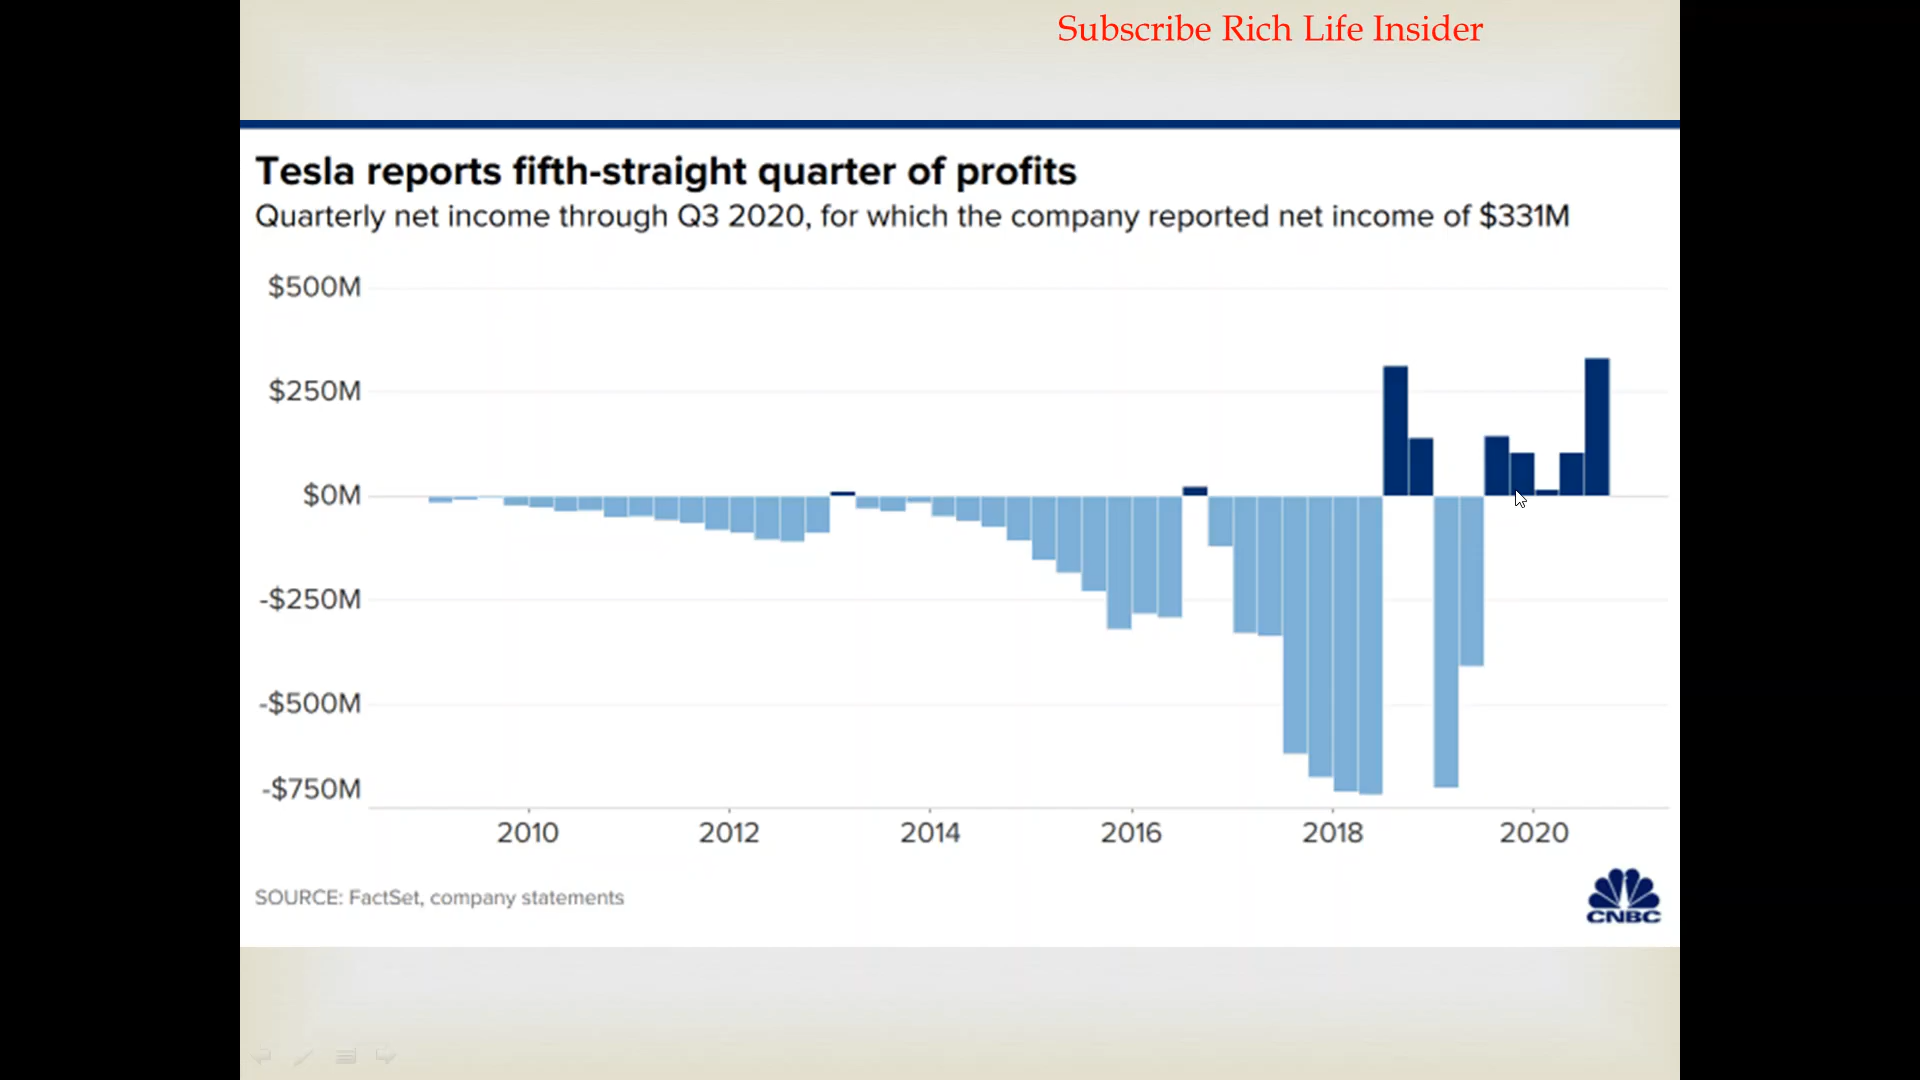 Subscribe Rich Life Insider
Tesla reports fifth-straight quarter of profits
Quarterly net income through Q3 2020, for which the company reported net income of $331M
$500M
$250M
$0M
-$250M
-$500M
-$750M
2010 2012 2014 2016 2018 2020
SOURCE: FactSet, company statements
CNBC